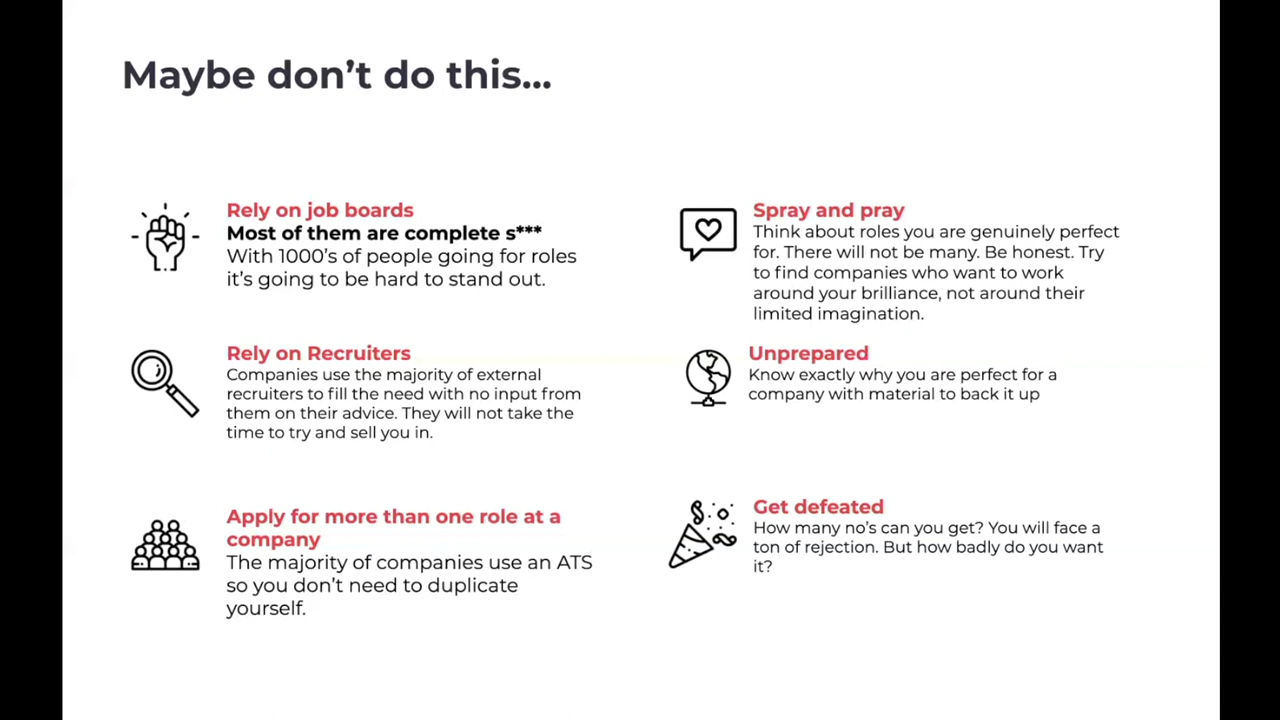 Maybe don't do this...
Rely on job boards
Most of them are complete s***
With 1000's of people going for roles
it's going to be hard to stand out.
Rely on Recruiters
Companies use the majority of external
recruiters to fill the need with no input from
them on their advice. They will not take the
time to try and sell you in.
Apply for more than one role at a
company
The majority of companies use an ATS
so you don't need to duplicate
yourself.
Spray and pray
Think about roles you are genuinely perfect
for. There will not be many. Be honest. Try
to find companies who want to work
around your brilliance, not around their
limited imagination.
Unprepared
Know exactly why you are perfect for a
company with material to back it up
Get defeated
How many no's can you get? You will face a
ton of rejection. But how badly do you want
it?